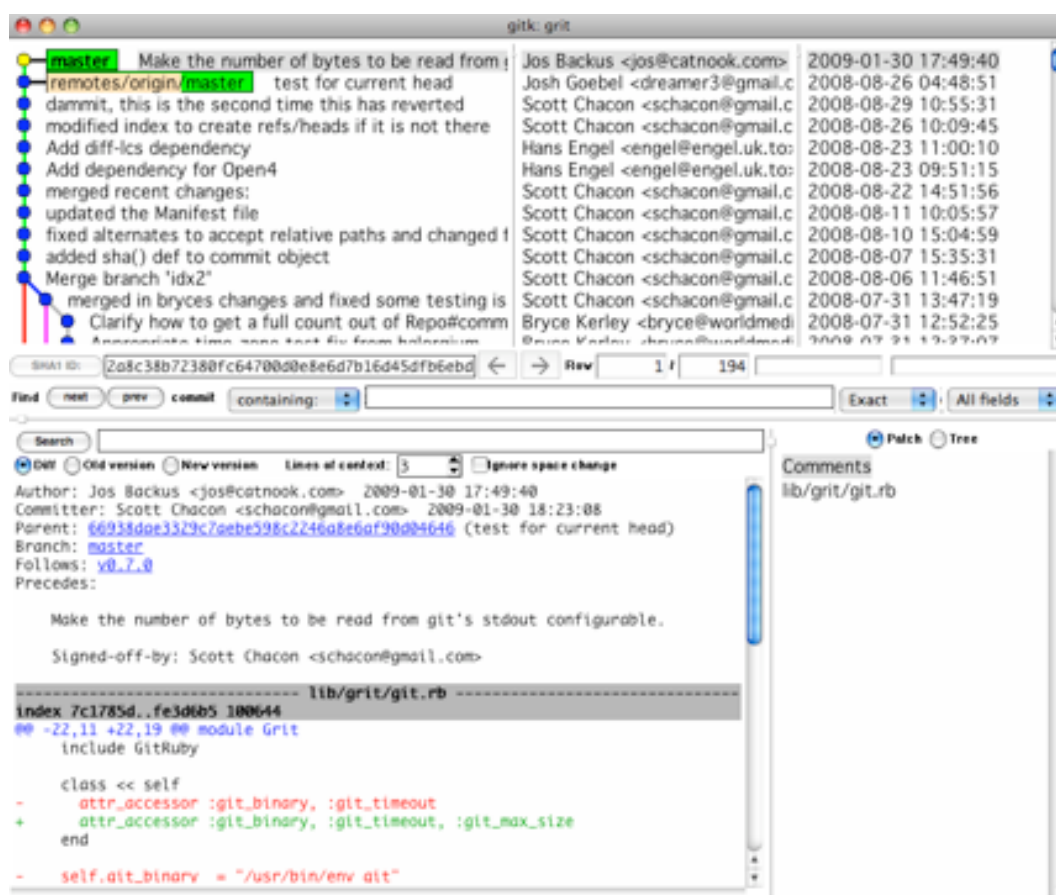 gitk: grit
master Make the number of bytes to be read from g Jos Backus <jos@catnook.com> 2009-01-30 17:49:40
remotes/origin/master test for current head Josh Goebel <dreamer3@gmail.c 2008-08-26 04:48:51
dammit, this is the second time this has reverted Scott Chacon <schacon@gmail.c 2008-08-29 10:55:31
modified index to create refs/heads if it is not there Scott Chacon <schacon@gmail.c 2008-08-26 10:09:45
Add diff-lcs dependency Hans Engel <engel@engel.uk.to> 2008-08-23 11:00:10
Add dependency for Open4 Hans Engel <engel@engel.uk.to> 2008-08-23 09:51:15
merged recent changes: Scott Chacon <schacon@gmail.c 2008-08-22 14:51:56
updated the Manifest file Scott Chacon <schacon@gmail.c 2008-08-11 10:05:57
fixed alternates to accept relative paths and changed f Scott Chacon <schacon@gmail.c 2008-08-10 15:04:59
added sha() def to commit object Scott Chacon <schacon@gmail.c 2008-08-07 15:35:31
Merge branch 'idx2' Scott Chacon <schacon@gmail.c 2008-08-06 11:46:51
merged in bryces changes and fixed some testing is Scott Chacon <schacon@gmail.c 2008-07-31 13:47:19
Clarify how to get a full count out of Repo#comm Bryce Kerley <bryce@worldmedi 2008-07-31 12:52:25
Appropriate time-zone test fix from halorgium Bryce Kerley <bryce@worldmedi 2008-07-31 12:37:07
SHA1 ID: 2a8c38b72380fc64700d0e8e6d7b16d45dfb6ebd ← → Row 1 / 194
Find next prev commit containing: Exact All fields
Search Patch Tree
Diff Old version New version Lines of context: 3 Ignore space change
Comments
lib/grit/git.rb
Author: Jos Backus <jos@catnook.com> 2009-01-30 17:49:40
Committer: Scott Chacon <schacon@gmail.com> 2009-01-30 18:23:08
Parent: 66938dae3329c7aebe598c2246a8e6af90d04646 (test for current head)
Branch: master
Follows: v0.7.0
Precedes:
Make the number of bytes to be read from git's stdout configurable.
Signed-off-by: Scott Chacon <schacon@gmail.com>
------------------------------- lib/grit/git.rb -------------------------------
index 7c1785d..fe3d6b5 100644
@@ -22,11 +22,19 @@ module Grit
include GitRuby
class << self
- attr_accessor :git_binary, :git_timeout
+ attr_accessor :git_binary, :git_timeout, :git_max_size
end
- self.git_binary = "/usr/bin/env git"